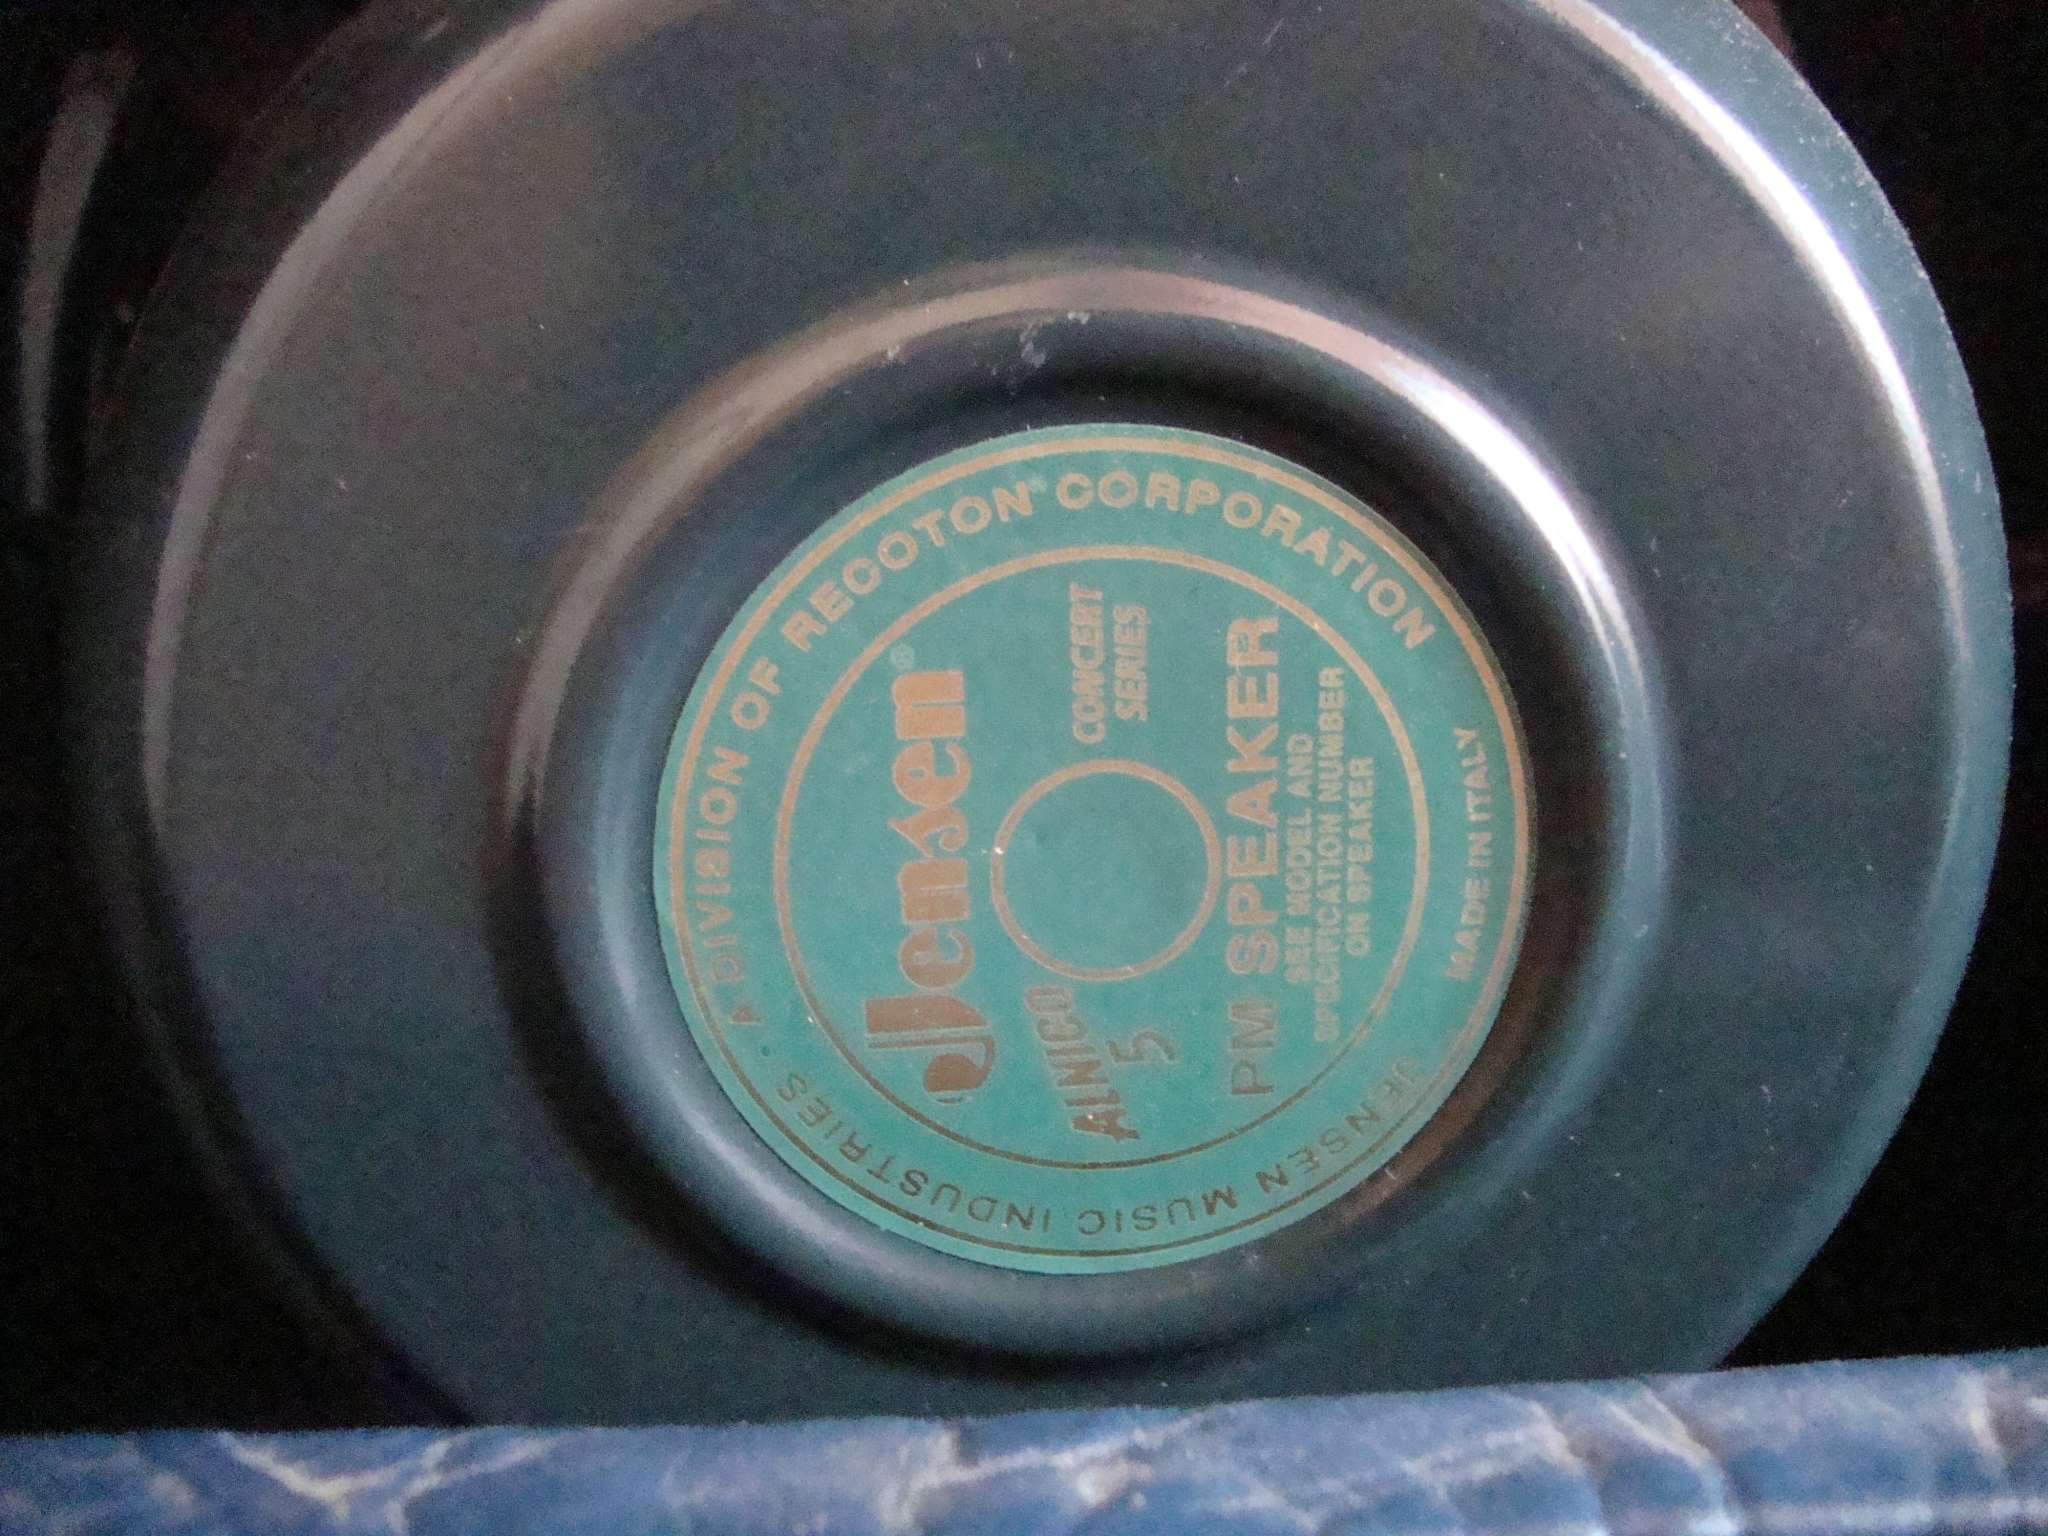 JENSEN MUSIC INDUSTRIES • A DIVISION OF RECOTON® CORPORATION
Jensen®
ALNICO
5
CONCERT
SERIES
PM SPEAKER
SEE MODEL AND
SPECIFICATION NUMBER
ON SPEAKER
MADE IN ITALY